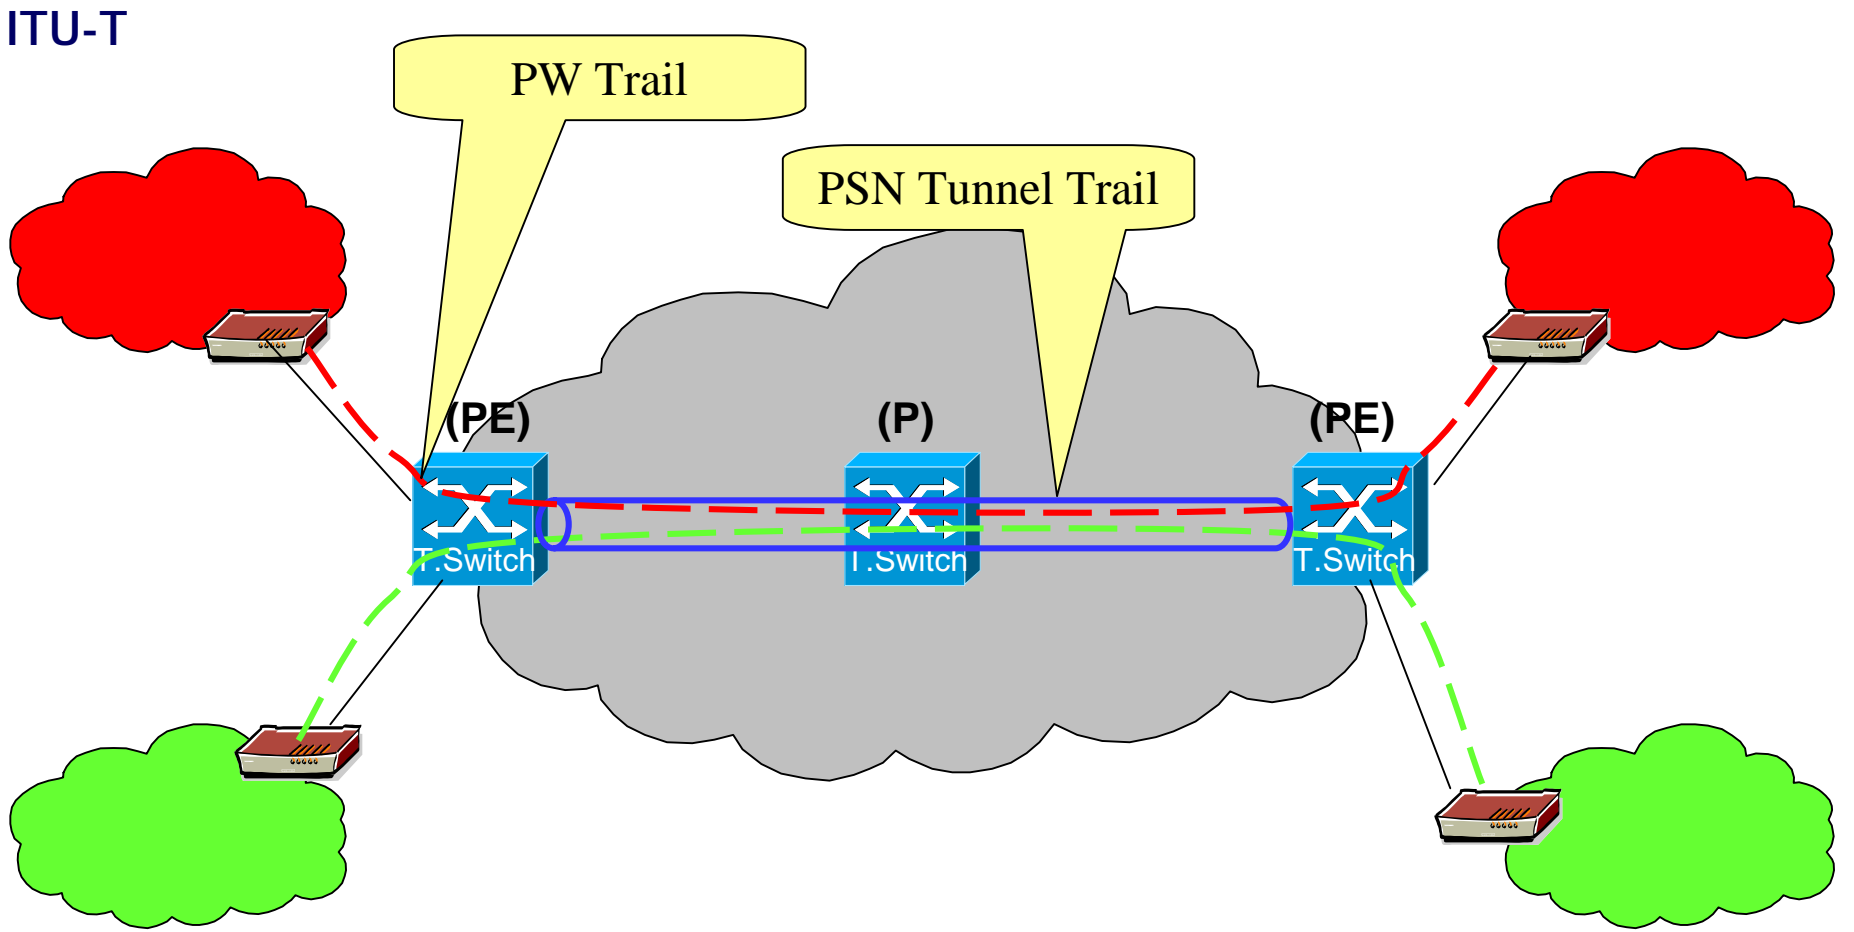 ITU-T
PW Trail
PSN Tunnel Trail
(PE)
(P)
(PE)
T.Switch
T.Switch
T.Switch